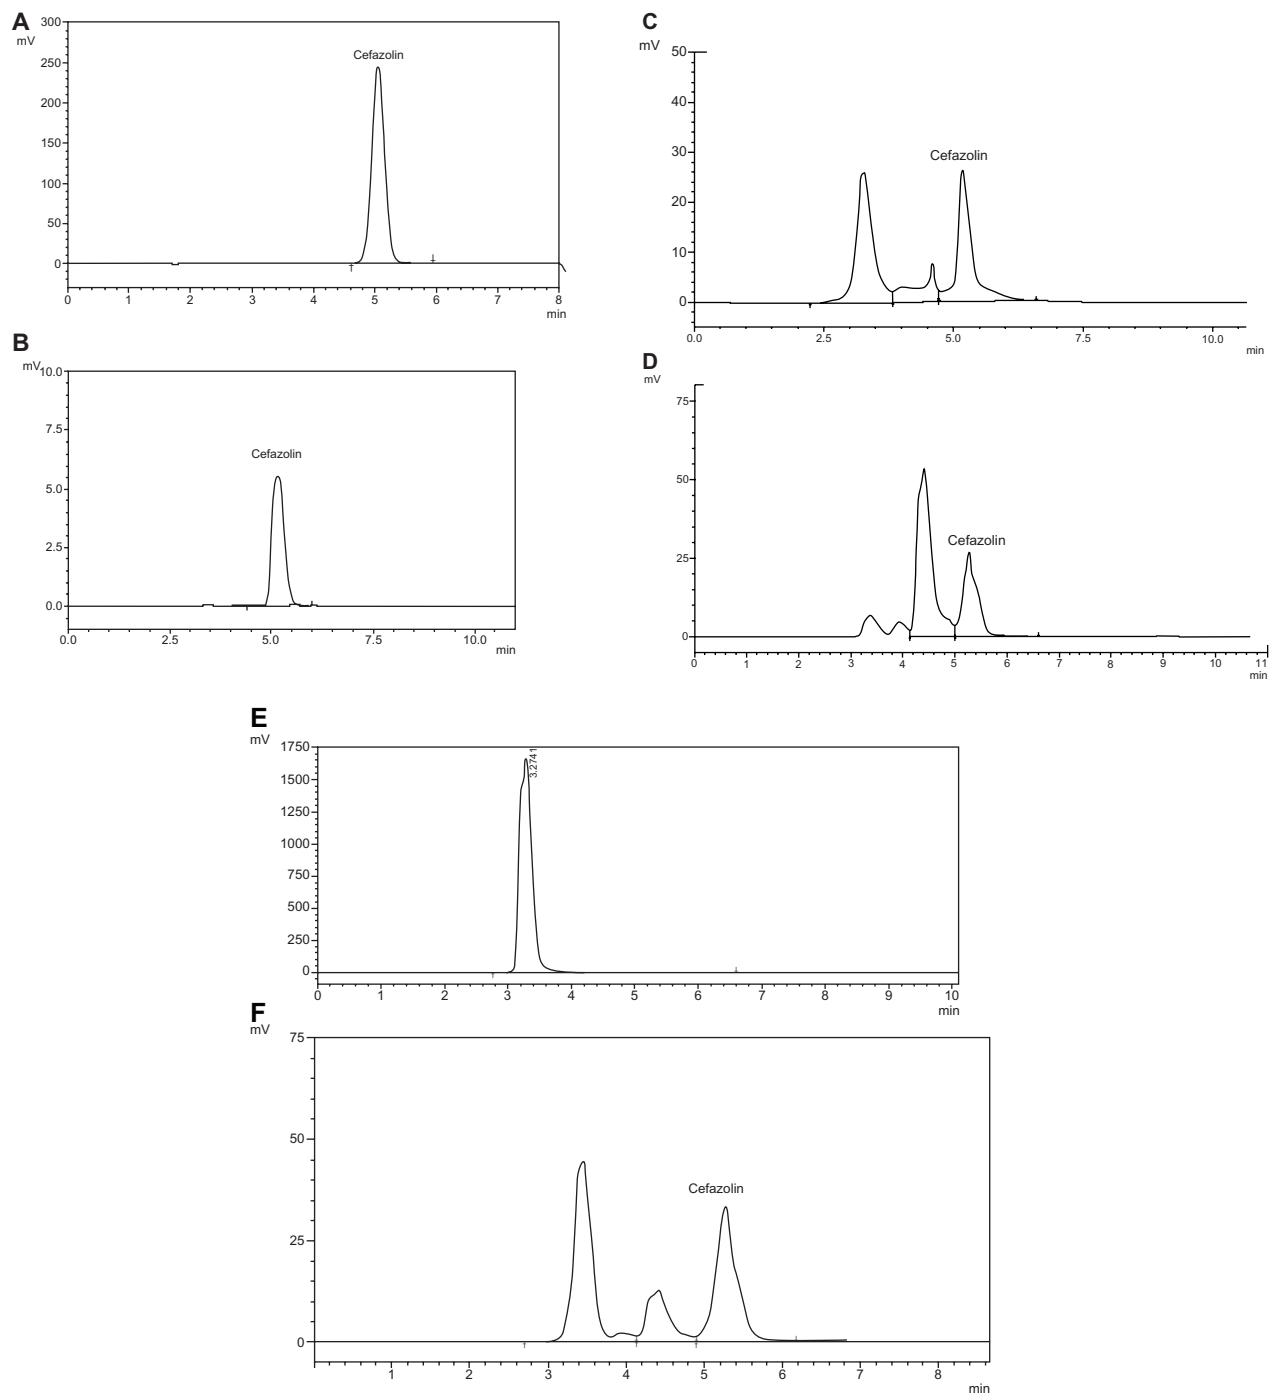 A
mV
300
250
200
150
100
50
0
Cefazolin
0 1 2 3 4 5 6 7 8
min
B
mV
10.0
7.5
5.0
2.5
0.0
Cefazolin
0.0 2.5 5.0 7.5 10.0
min
C
mV
50
40
30
20
10
0
Cefazolin
0.0 2.5 5.0 7.5 10.0
min
D
mV
75
50
25
0
Cefazolin
0 1 2 3 4 5 6 7 8 9 10 11
min
E
mV
1750
1500
1250
1000
750
500
250
0
3.2741
0 1 2 3 4 5 6 7 8 9 10
min
F
mV
75
50
25
0
Cefazolin
1 2 3 4 5 6 7 8
min